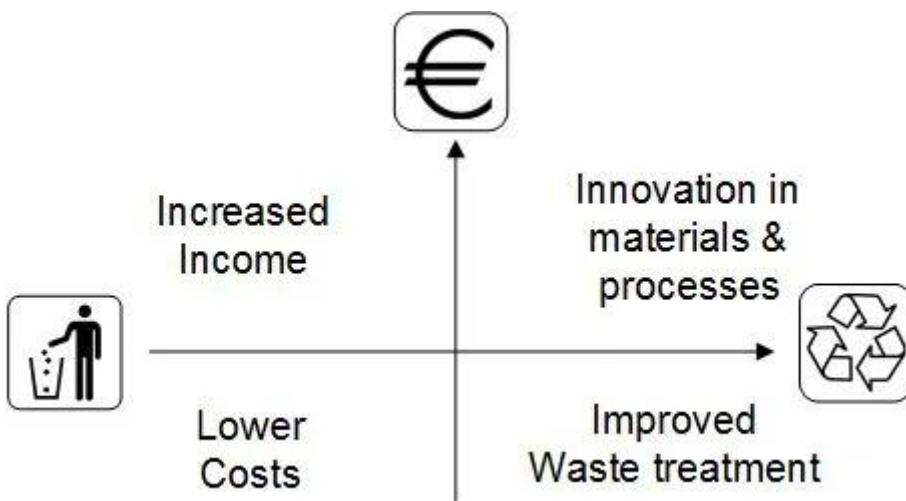 €
Increased
Income
Innovation in
materials &
processes
Lower
Costs
Improved
Waste treatment